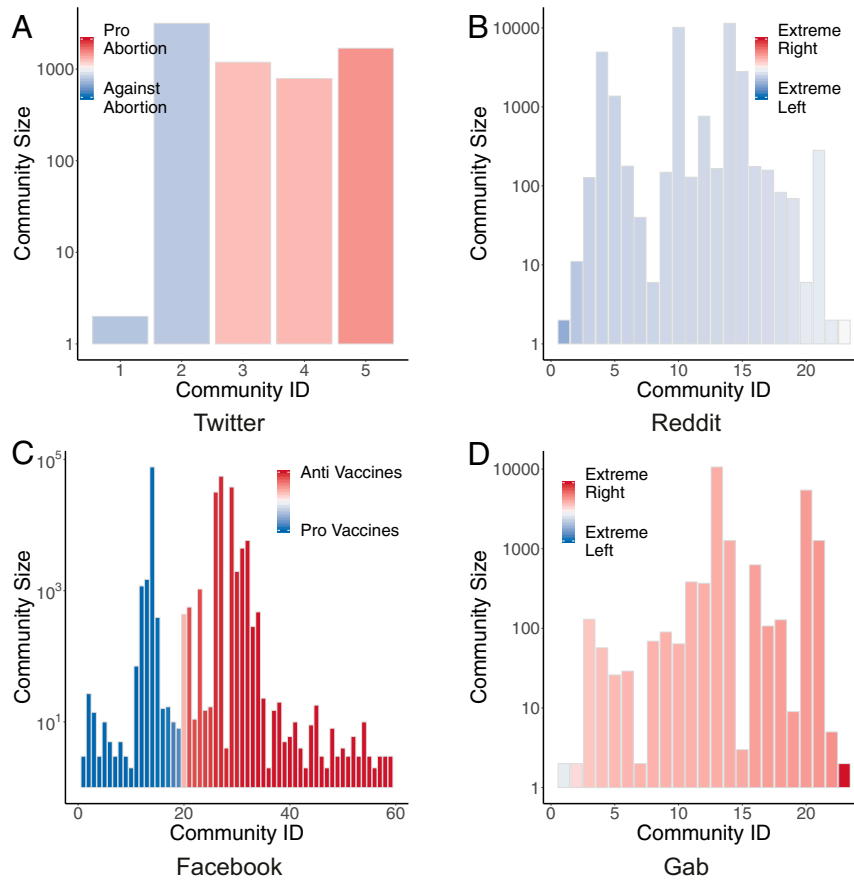 A
Pro
Abortion
Against
Abortion
Community Size
1000
100
10
1
1 2 3 4 5
Community ID
Twitter
B
Extreme
Right
Extreme
Left
Community Size
10000
1000
100
10
1
0 5 10 15 20
Community ID
Reddit
C
Anti Vaccines
Pro Vaccines
Community Size
10^5
10^3
10^1
0 20 40 60
Community ID
Facebook
D
Extreme
Right
Extreme
Left
Community Size
10000
1000
100
10
1
0 5 10 15 20
Community ID
Gab